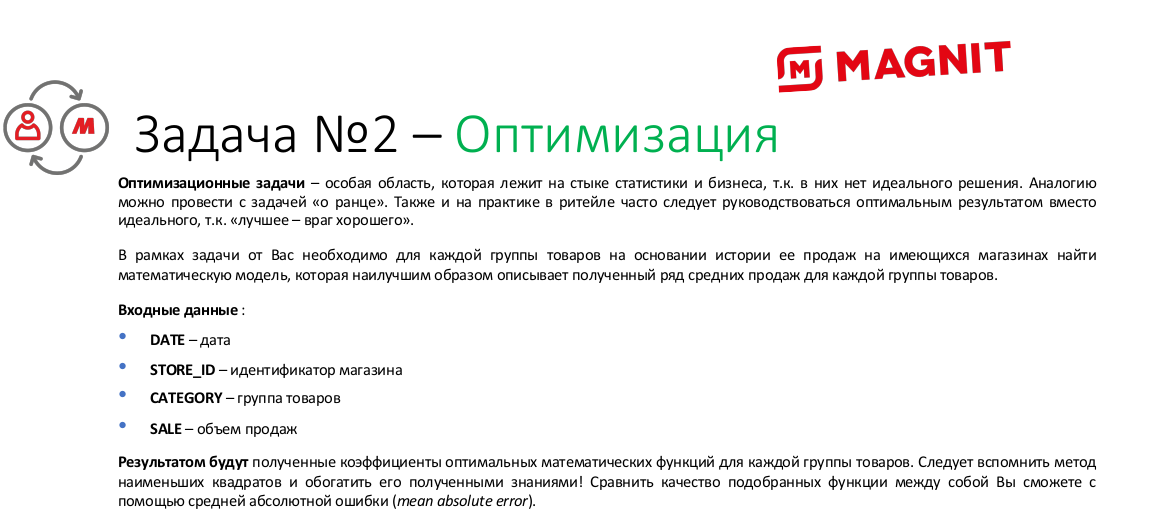 MAGNIT
Задача №2 – Оптимизация
Оптимизационные задачи – особая область, которая лежит на стыке статистики и бизнеса, т.к. в них нет идеального решения. Аналогию
можно провести с задачей «о ранце». Также и на практике в ритейле часто следует руководствоваться оптимальным результатом вместо
идеального, т.к. «лучшее – враг хорошего».
В рамках задачи от Вас необходимо для каждой группы товаров на основании истории ее продаж на имеющихся магазинах найти
математическую модель, которая наилучшим образом описывает полученный ряд средних продаж для каждой группы товаров.
Входные данные :
• DATE – дата
• STORE_ID – идентификатор магазина
• CATEGORY – группа товаров
• SALE – объем продаж
Результатом будут полученные коэффициенты оптимальных математических функций для каждой группы товаров. Следует вспомнить метод
наименьших квадратов и обогатить его полученными знаниями! Сравнить качество подобранных функции между собой Вы сможете с
помощью средней абсолютной ошибки (mean absolute error).